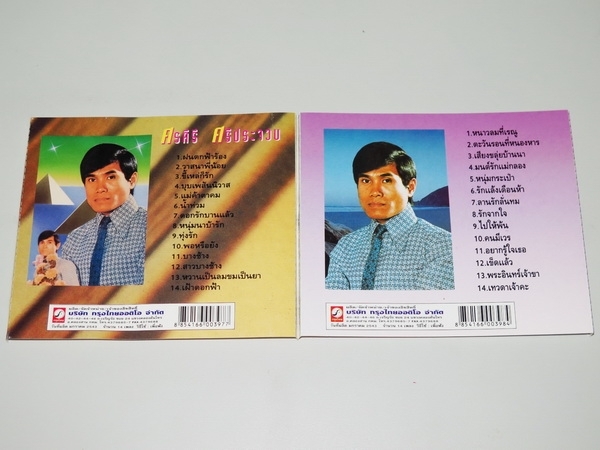 ศรคีรี ศรีประจวบ
1.ฝนตกฟ้าร้อง
2.วาสนาพี่น้อย
3.ขี้เหล่ก็รัก
4.บุบเพสันนิวาส
5.แม่ค้าตาคม
6.น้ำท่วม
7.ดอกรักบานแล้ว
8.หนุ่มนาบ้ารัก
9.ทุ่งรัก
10.พอหรือยัง
11.บางช้าง
12.สาวบางช้าง
13.หวานเป็นลมขมเป็นยา
14.เฝ้าดอกฟ้า
บริษัท กรุงไทยออดิโอ จำกัด
8 854166 003977
1.หนาวลมที่เรณู
2.ตะวันรอนที่หนองหาร
3.เสียงขลุ่ยบ้านนา
4.มนต์รักแม่กลอง
5.หนุ่มกระเป๋า
6.รักแล้งเดือนห้า
7.ลานรักลั่นทม
8.รักจากใจ
9.ไปให้พ้น
10.คนมีเวร
11.อยากรู้ใจเธอ
12.เข็ดแล้ว
13.พระอินทร์เจ้าขา
14.เทวดาเจ้าคะ
บริษัท กรุงไทยออดิโอ จำกัด
8 854166 003984